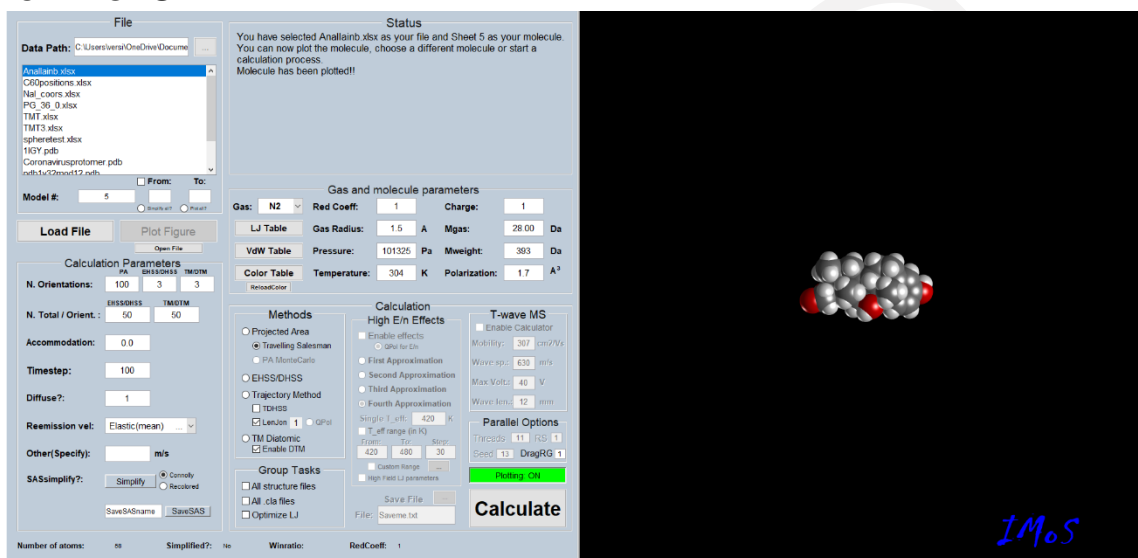 File
Data Path: C:\Users\versi\OneDrive\Docume ...
Anallainb.xlsx
C60positions.xlsx
Nal_coors.xlsx
PG_36_0.xlsx
TMT.xlsx
TMT3.xlsx
spheretest.xlsx
1IGY.pdb
Coronavirusprotomer.pdb
pdb1y32mod12.pdb
From: To:
Model #: 5
Load File Plot Figure
Open File
Calculation Parameters
PA EHSS/DHSS TM/DTM
N. Orientations: 100 3 3
EHSS/DHSS TM/DTM
N. Total / Orient. : 50 50
Accommodation: 0.0
Timestep: 100
Diffuse?: 1
Reemission vel: Elastic(mean) ...
Other(Specify): m/s
SASsimplify?: Simplify Connolly
Recolored
SaveSASname SaveSAS
Number of atoms: 58 Simplified?: No Winratio: RedCoeff: 1
Status
You have selected Anallainb.xlsx as your file and Sheet 5 as your molecule.
You can now plot the molecule, choose a different molecule or start a
calculation process.
Molecule has been plotted!!
Gas and molecule parameters
Gas: N2 Red Coeff: 1 Charge: 1
LJ Table Gas Radius: 1.5 A Mgas: 28.00 Da
VdW Table Pressure: 101325 Pa Mweight: 393 Da
Color Table Temperature: 304 K Polarization: 1.7 A³
ReloadColor
Calculation
Methods
Projected Area
Travelling Salesman
PA MonteCarlo
EHSS/DHSS
Trajectory Method
TDHSS
LenJon 1 QPol
TM Diatomic
Enable DTM
Group Tasks
All structure files
All .cla files
Optimize LJ
High E/n Effects
Enable effects
QPol for E/n
First Approximation
Second Approximation
Third Approximation
Fourth Approximation
Single T_eff: 420 K
T_eff range (in K)
From: To: Step:
420 480 30
Custom Range ...
High Field LJ parameters
Save File ...
File: Saveme.txt
T-wave MS
Enable Calculator
Mobility: 307 cm2/Vs
Wave sp.: 630 m/s
Max Volt.: 40 V
Wave len.: 12 mm
Parallel Options
Threads 11 RS 1
Seed 13 DragRG 1
Plotting: ON
Calculate
IMoS